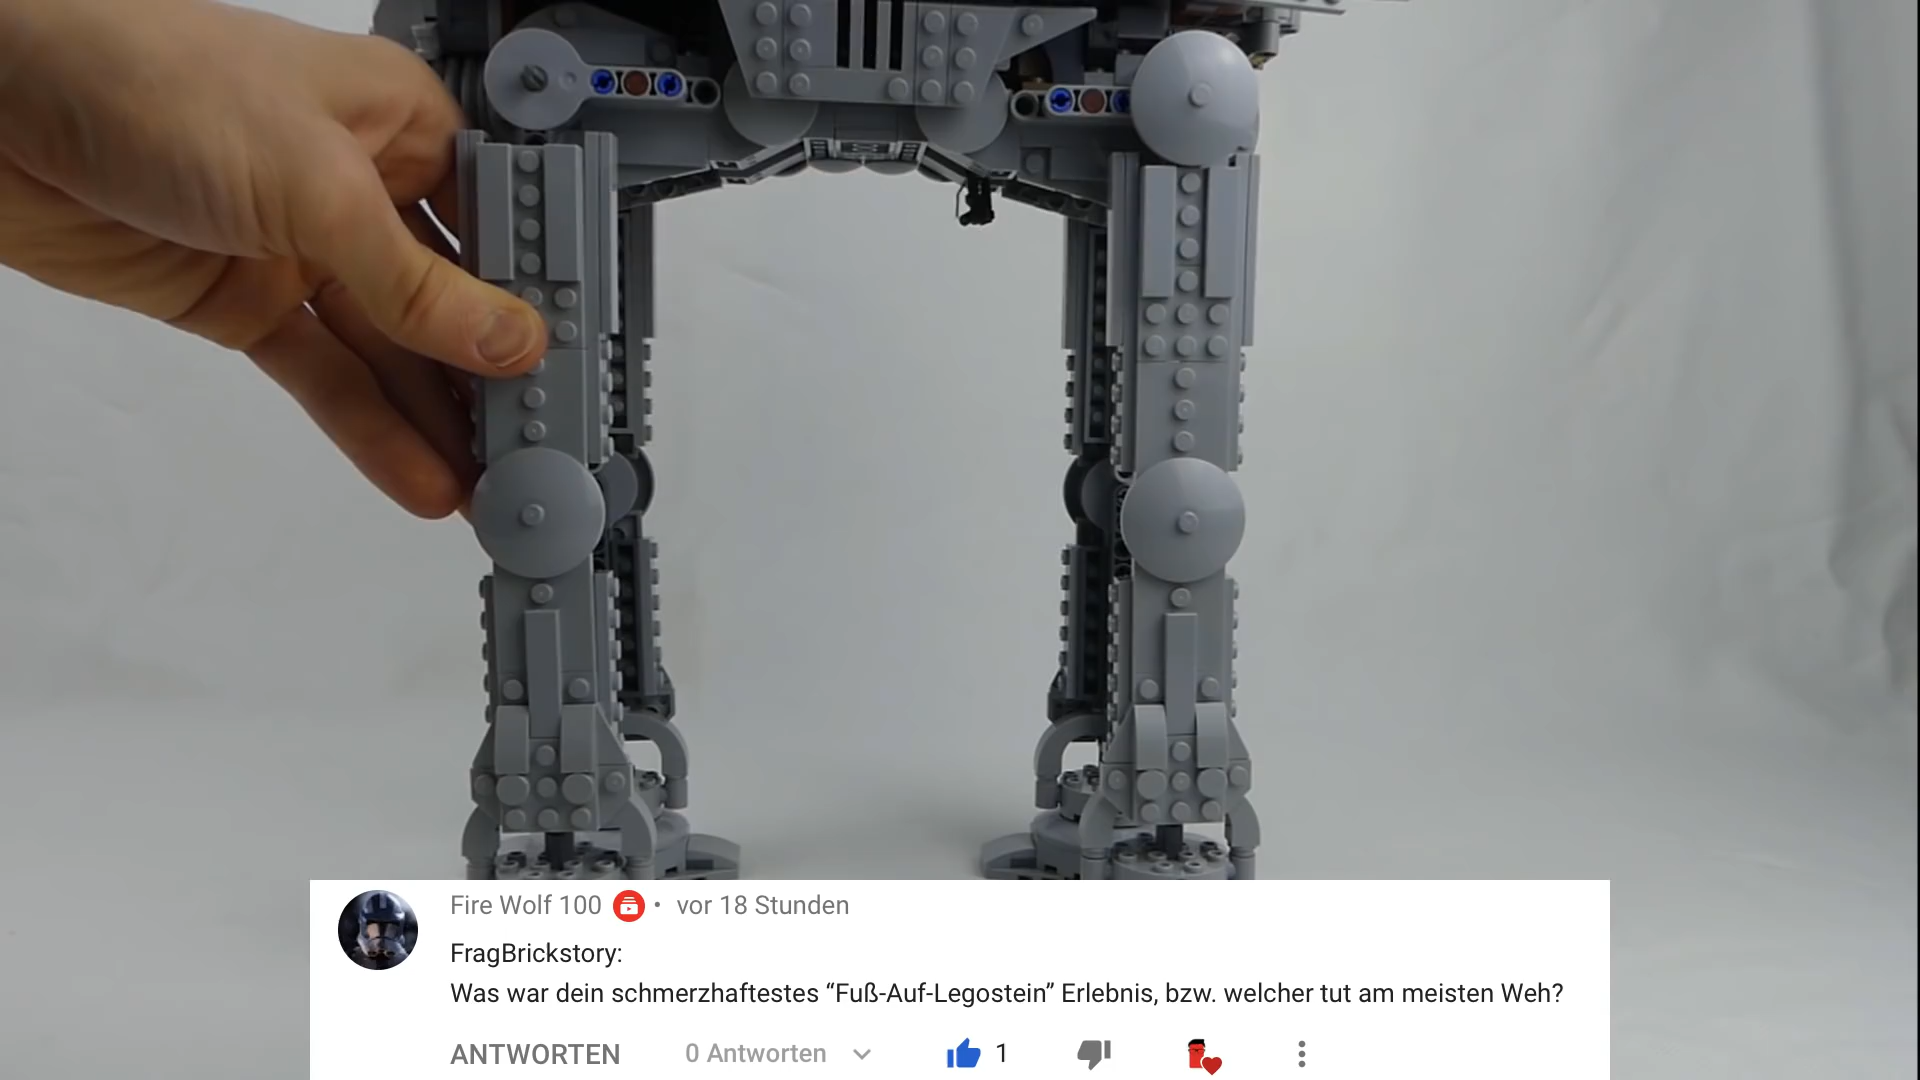 Fire Wolf 100 • vor 18 Stunden
FragBrickstory:
Was war dein schmerzhaftestes “Fuß-Auf-Legostein” Erlebnis, bzw. welcher tut am meisten Weh?
ANTWORTEN 0 Antworten 1